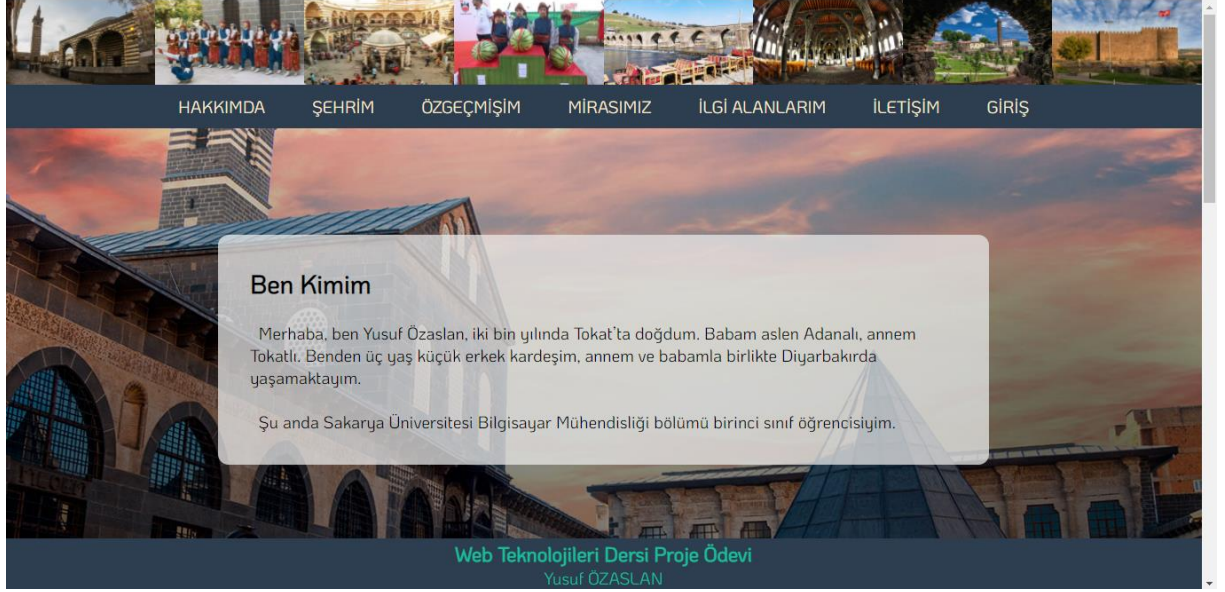 HAKKIMDA ŞEHRİM ÖZGEÇMİŞİM MİRASIMIZ İLGİ ALANLARIM İLETİŞİM GİRİŞ
Ben Kimim
Merhaba, ben Yusuf Özaslan, iki bin yılında Tokat'ta doğdum. Babam aslen Adanalı, annem
Tokatlı. Benden üç yaş küçük erkek kardeşim, annem ve babamla birlikte Diyarbakırda
yaşamaktayım.
Şu anda Sakarya Üniversitesi Bilgisayar Mühendisliği bölümü birinci sınıf öğrencisiyim.
Web Teknolojileri Dersi Proje Ödevi
Yusuf ÖZASLAN